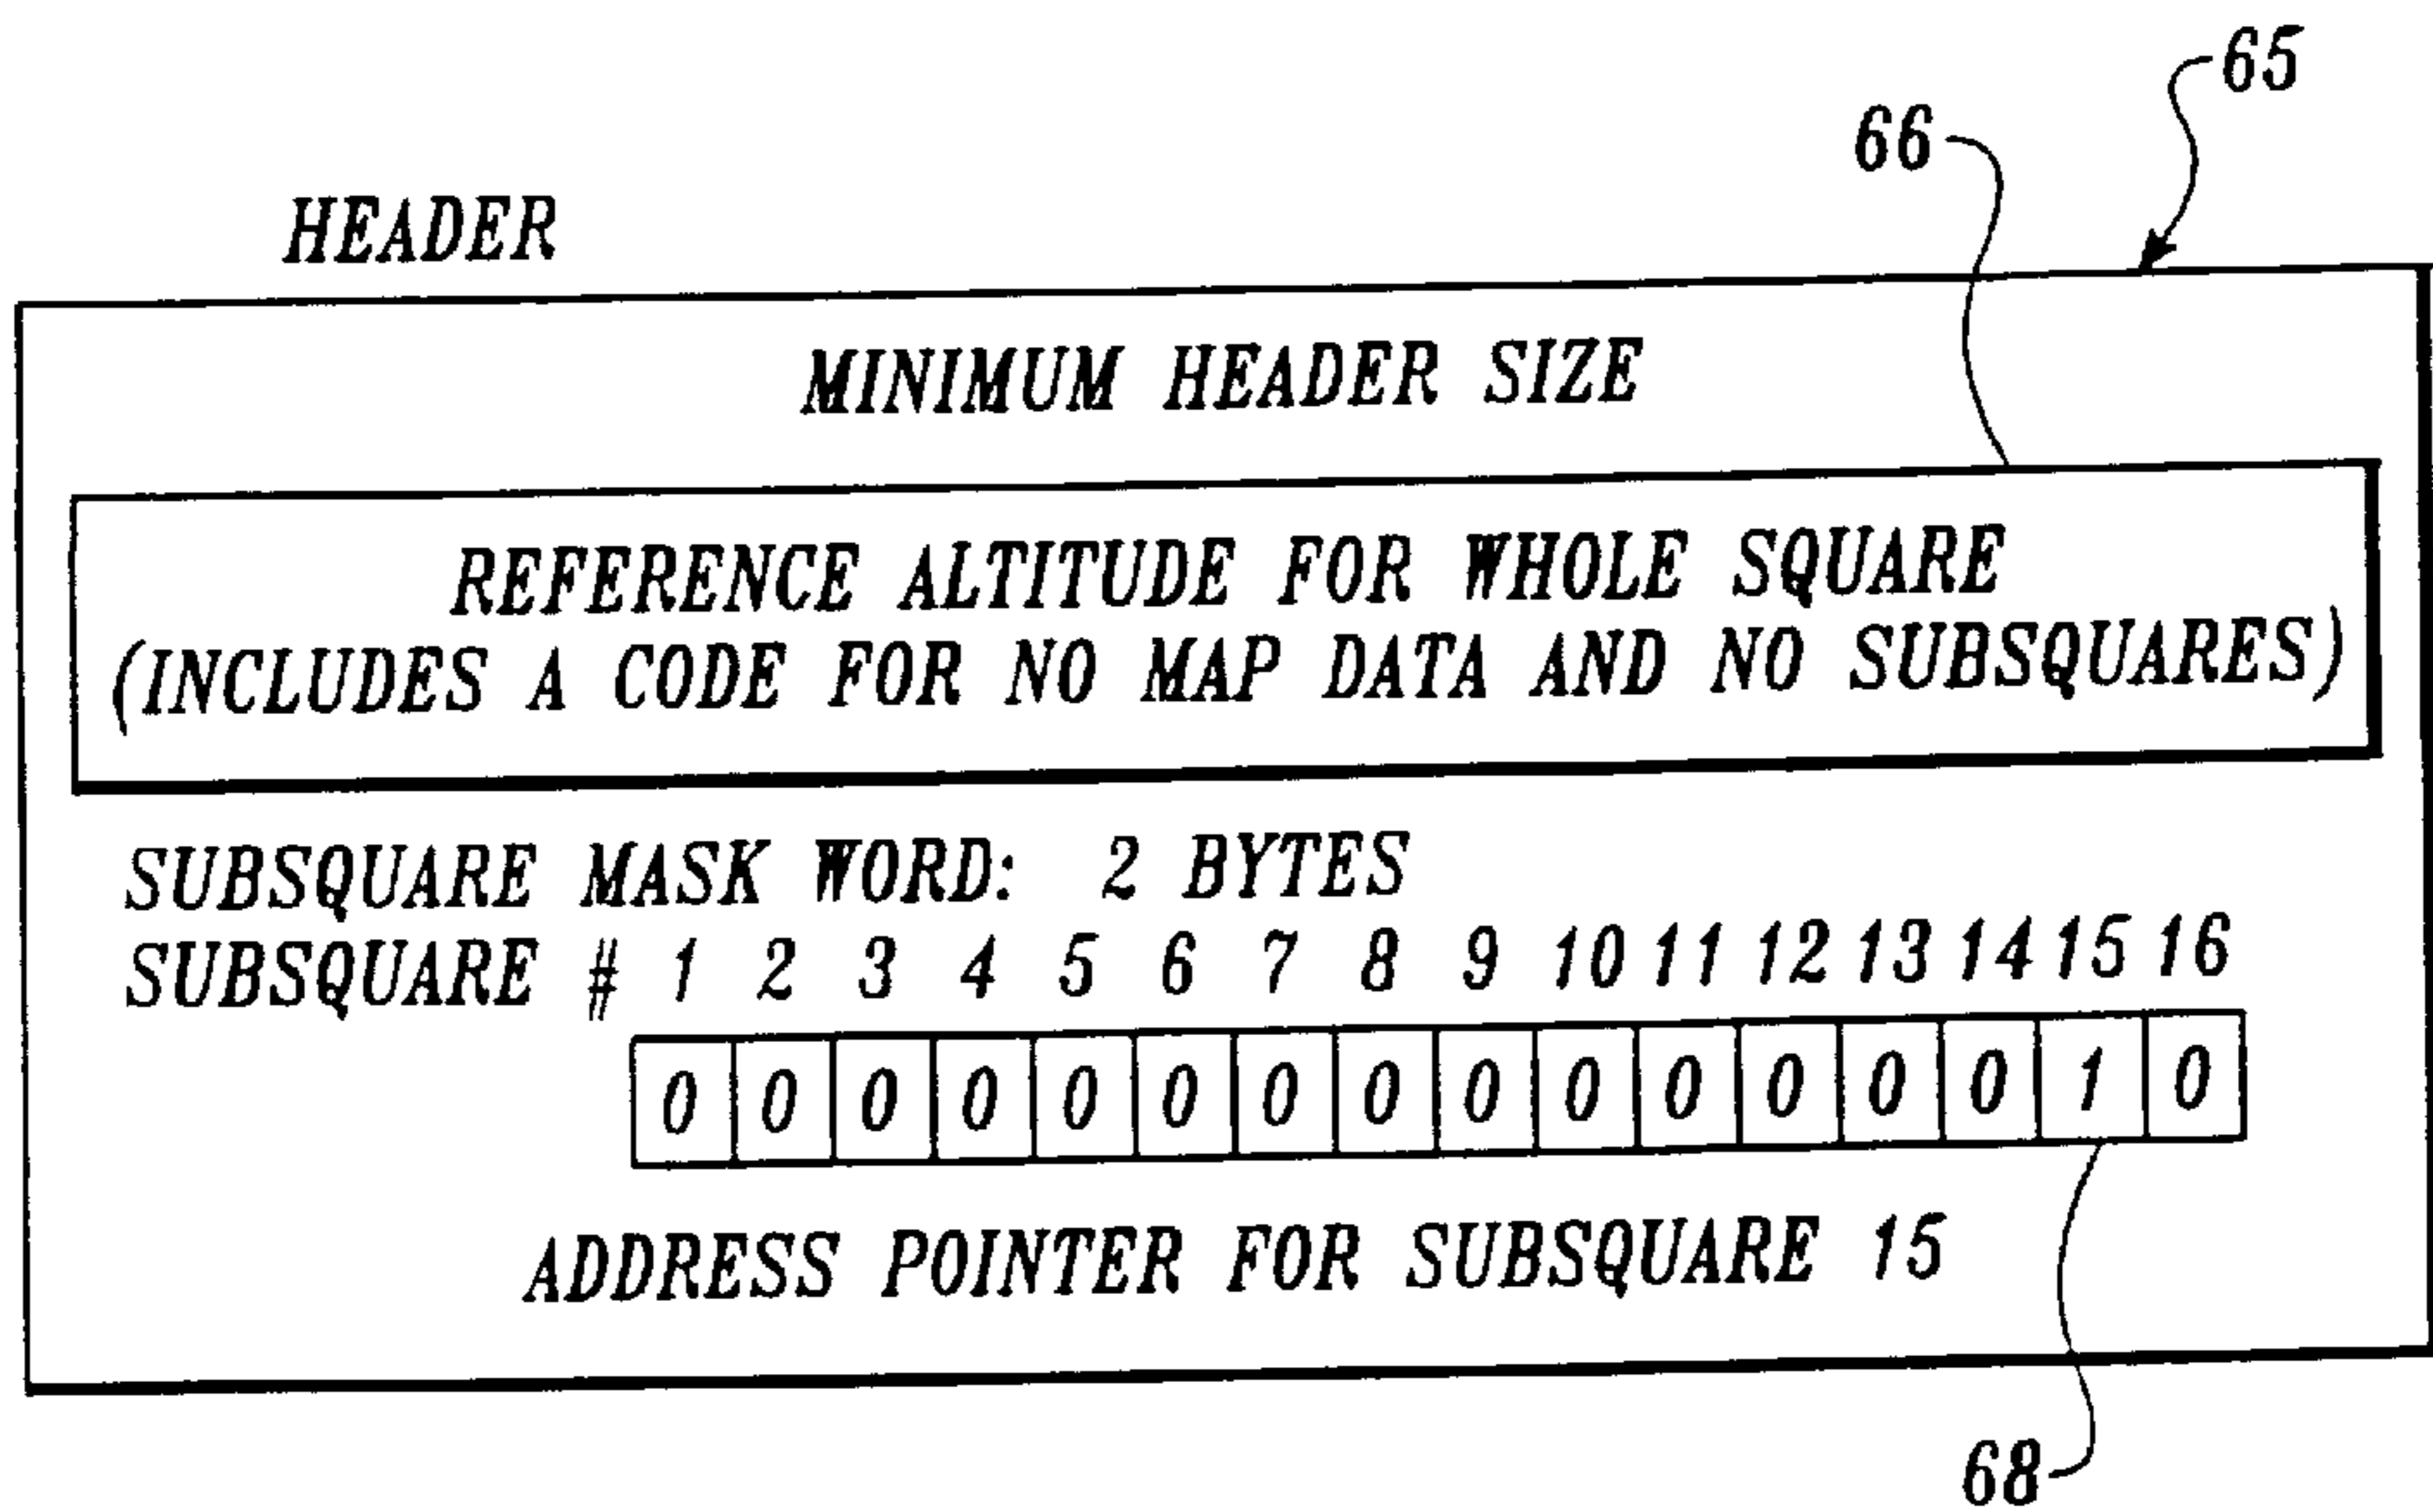 65
66
HEADER
MINIMUM HEADER SIZE
REFERENCE ALTITUDE FOR WHOLE SQUARE
(INCLUDES A CODE FOR NO MAP DATA AND NO SUBSQUARES)
SUBSQUARE MASK WORD: 2 BYTES
SUBSQUARE # 1 2 3 4 5 6 7 8 9 10 11 12 13 14 15 16
0 0 0 0 0 0 0 0 0 0 0 0 0 0 1 0
ADDRESS POINTER FOR SUBSQUARE 15
68